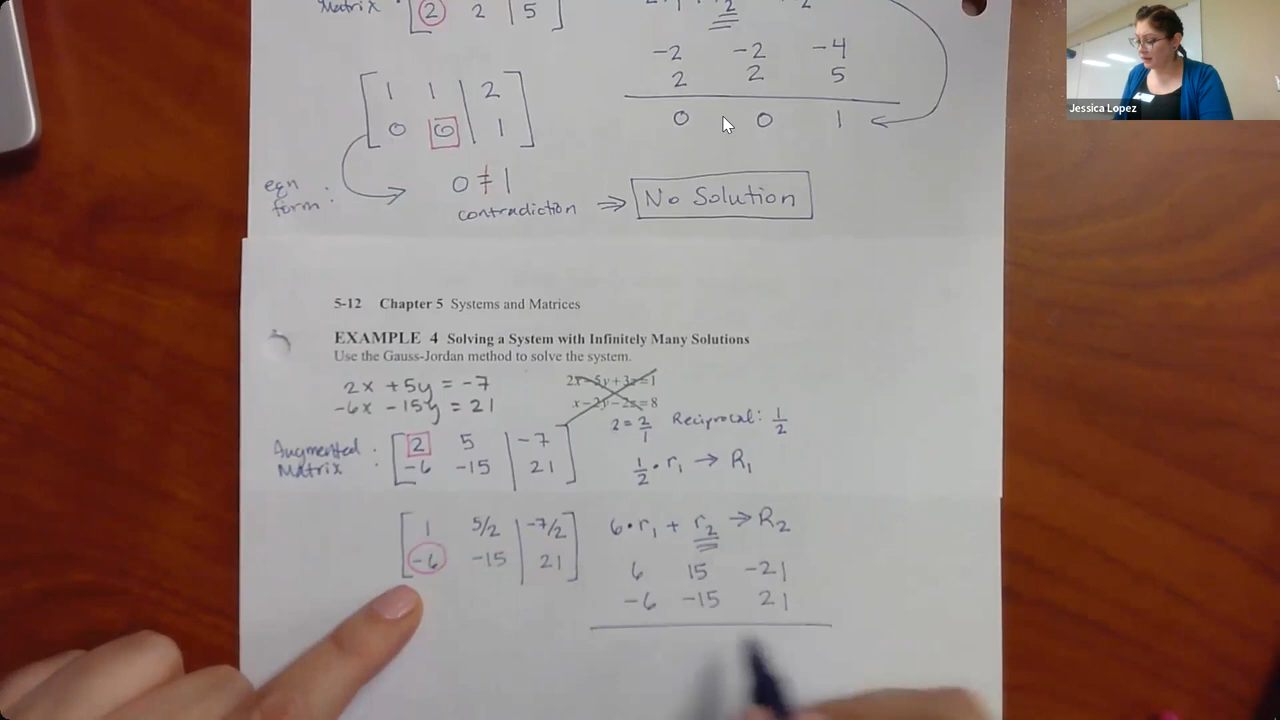 Matrix : [ 2 2 | 5 ]
2
-2 -2 -4
2 2 5
0 0 1
[ 1 1 | 2
0 0 | 1 ]
eqn form :
0 ≠ 1
contradiction ⇒ No Solution
Jessica Lopez
5-12 Chapter 5 Systems and Matrices
EXAMPLE 4 Solving a System with Infinitely Many Solutions
Use the Gauss-Jordan method to solve the system.
2x + 5y = -7
-6x - 15y = 21
2x-5y+3z=1
x-2y-2z=8
2 = 2/1 Reciprocal: 1/2
Augmented Matrix :
[ 2 5 | -7
-6 -15 | 21 ]
1/2 · r₁ → R₁
[ 1 5/2 | -7/2
-6 -15 | 21 ]
6·r₁ + r₂ → R₂
6 15 -21
-6 -15 21